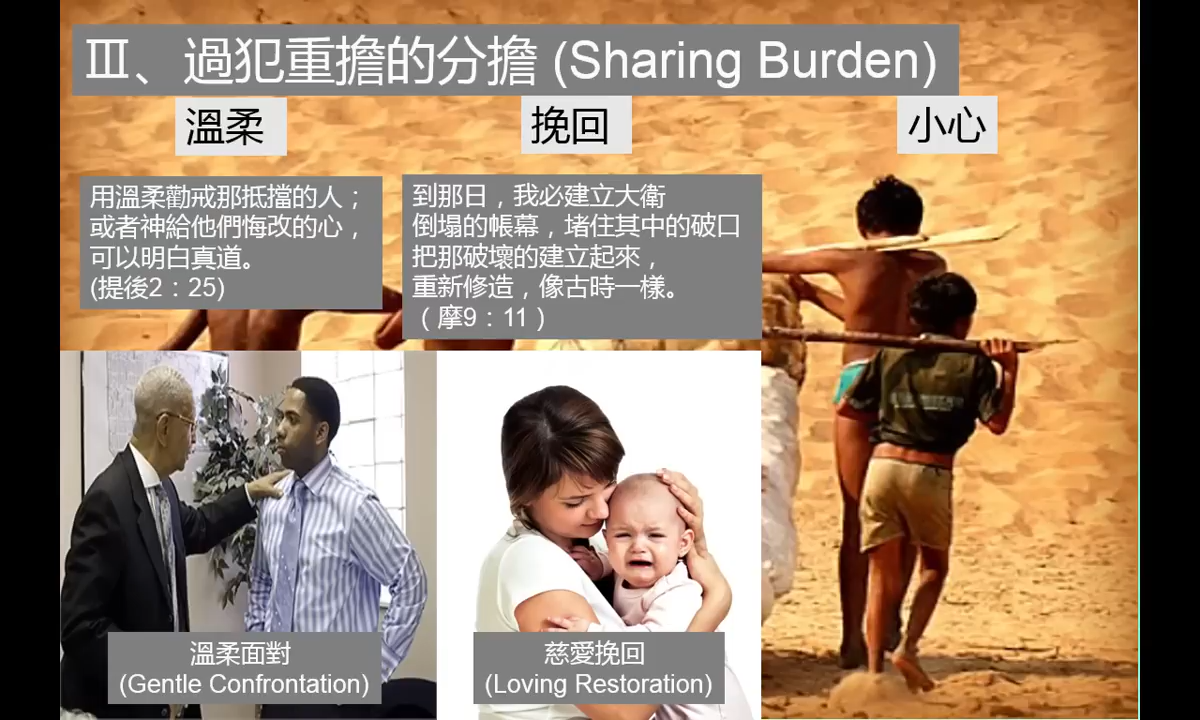 Ⅲ、過犯重擔的分擔 (Sharing Burden)
溫柔
挽回
小心
用溫柔勸戒那抵擋的人；
或者神給他們悔改的心，
可以明白真道。
(提後2：25)
到那日，我必建立大衛
倒塌的帳幕，堵住其中的破口
把那破壞的建立起來，
重新修造，像古時一樣。
（摩9：11）
溫柔面對
(Gentle Confrontation)
慈愛挽回
(Loving Restoration)